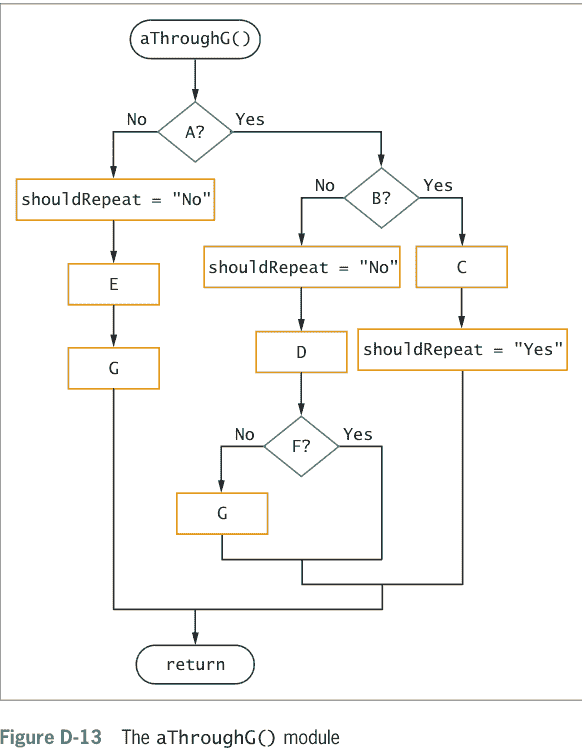 aThroughG()
No
A?
Yes
shouldRepeat = "No"
No
B?
Yes
E
shouldRepeat = "No"
C
G
D
shouldRepeat = "Yes"
No
F?
Yes
G
return
Figure D-13 The aThroughG() module